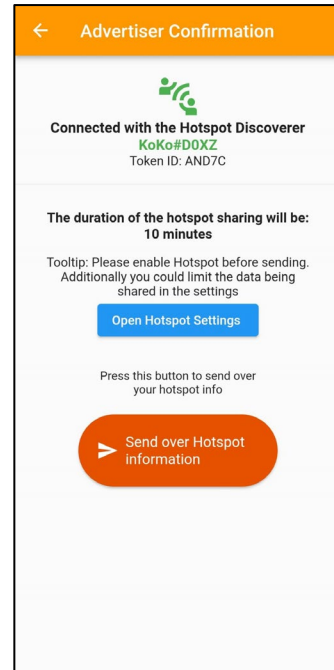 Advertiser Confirmation
Connected with the Hotspot Discoverer
KoKo#D0XZ
Token ID: AND7C
The duration of the hotspot sharing will be:
10 minutes
Tooltip: Please enable Hotspot before sending.
Additionally you could limit the data being
shared in the settings
Open Hotspot Settings
Press this button to send over
your hotspot info
Send over Hotspot
information